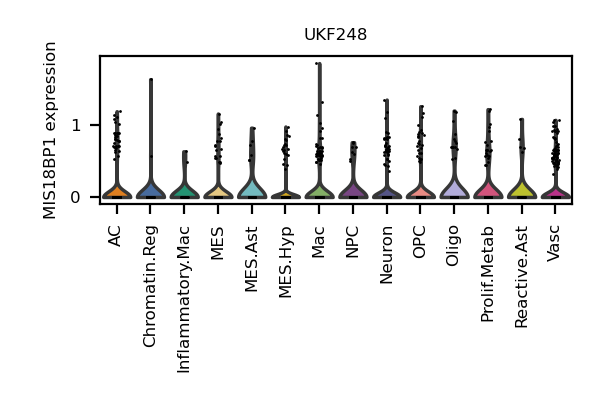 UKF248
MIS18BP1 expression
1
0
AC
Chromatin.Reg
Inflammatory.Mac
MES
MES.Ast
MES.Hyp
Mac
NPC
Neuron
OPC
Oligo
Prolif.Metab
Reactive.Ast
Vasc